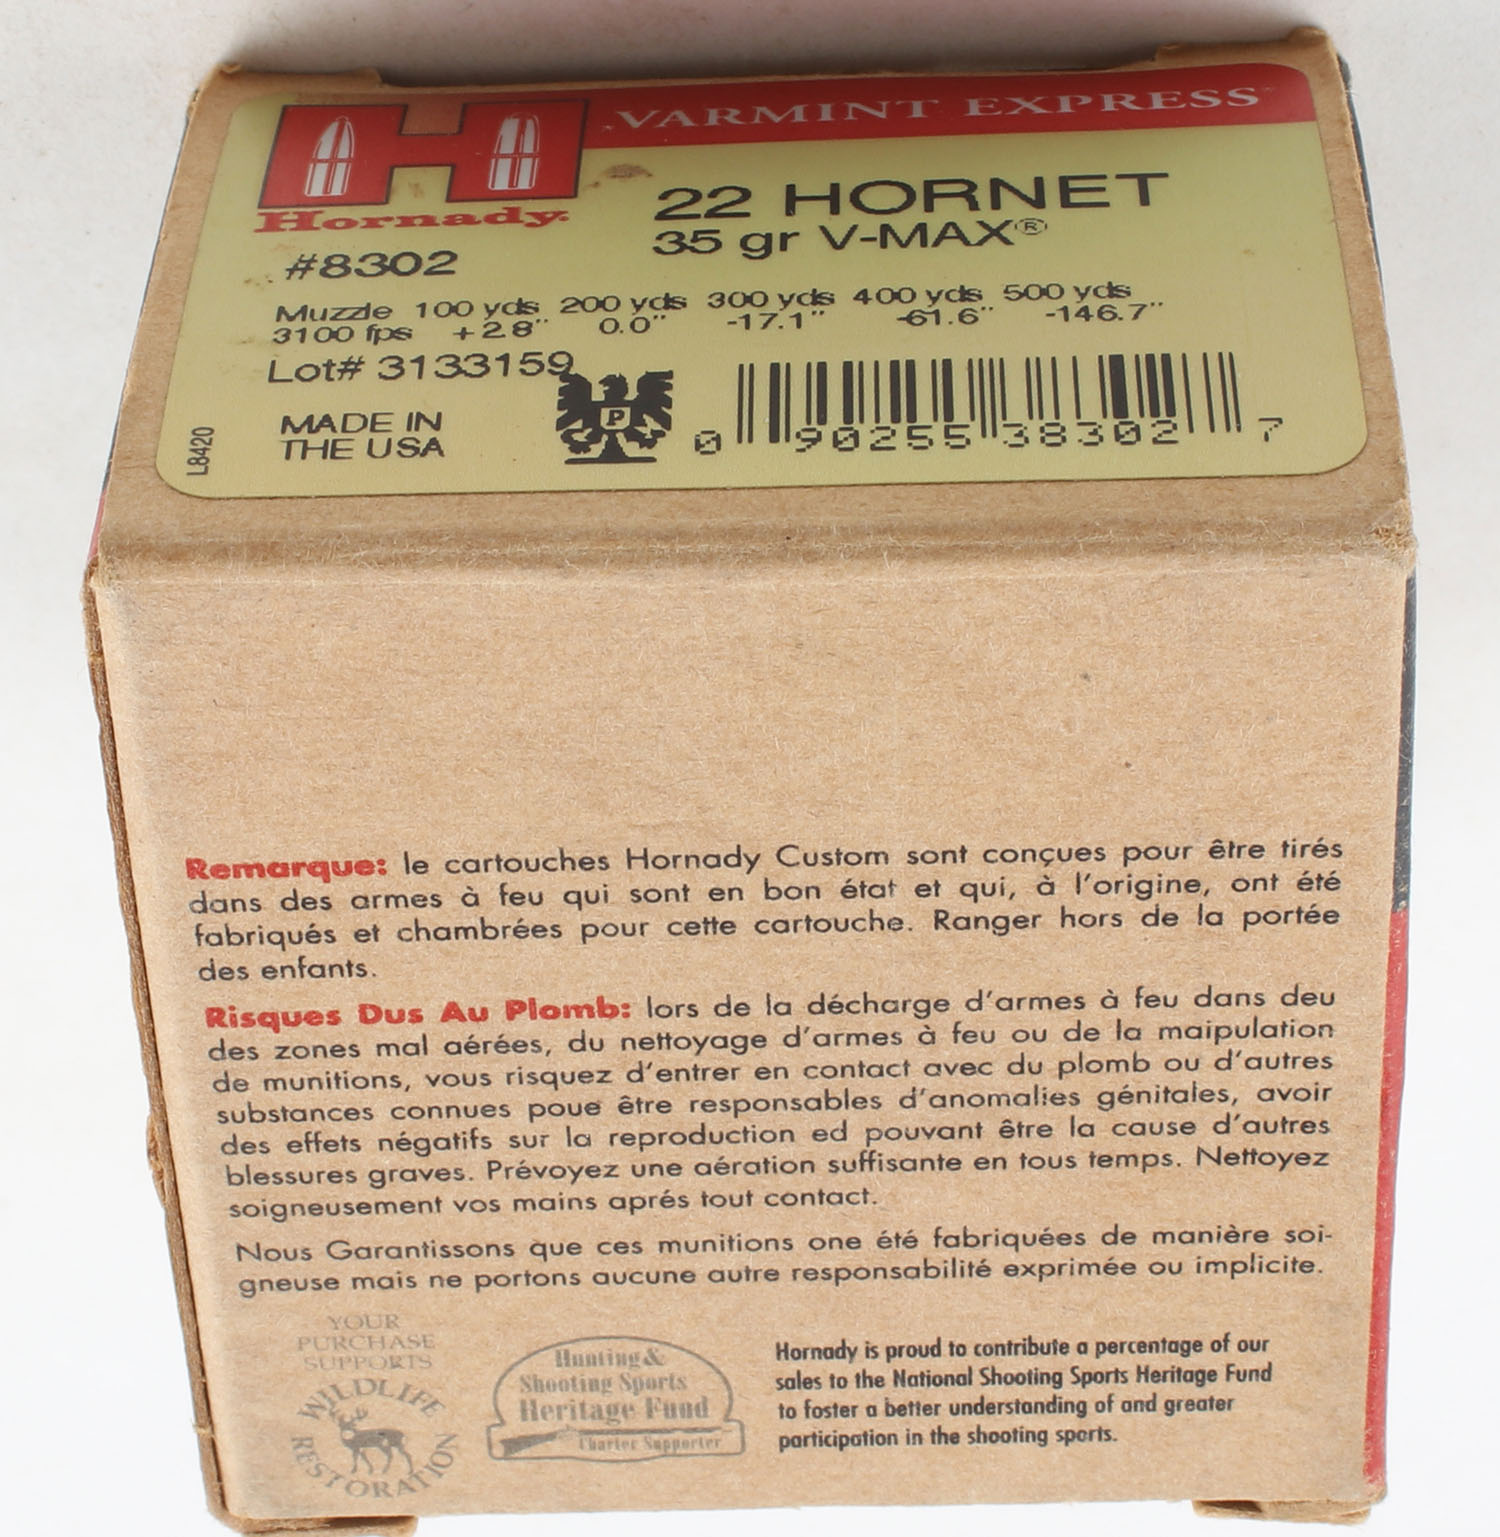 VARMINT EXPRESS
Hornady
22 HORNET
35 gr V-MAX®
#8302
Muzzle 100 yds 200 yds 300 yds 400 yds 500 yds
3100 fps +2.8" 0.0" -17.1" -61.6" -146.7"
Lot# 3133159
MADE IN
THE USA
P
L8420
0 90255 38302 7
Remarque: le cartouches Hornady Custom sont conçues pour être tirés
dans des armes à feu qui sont en bon état et qui, à l'origine, ont été
fabriqués et chambrées pour cette cartouche. Ranger hors de la portée
des enfants.
Risques Dus Au Plomb: lors de la décharge d'armes à feu dans deu
des zones mal aérées, du nettoyage d'armes à feu ou de la maipulation
de munitions, vous risquez d'entrer en contact avec du plomb ou d'autres
substances connues poue être responsables d'anomalies génitales, avoir
des effets négatifs sur la reproduction ed pouvant être la cause d'autres
blessures graves. Prévoyez une aération suffisante en tous temps. Nettoyez
soigneusement vos mains aprés tout contact.
Nous Garantissons que ces munitions one été fabriquées de manière soi-
gneuse mais ne portons aucune autre responsabilité exprimée ou implicite.
YOUR
PURCHASE
SUPPORTS
WILDLIFE
RESTORATION
Hunting &
Shooting Sports
Heritage Fund
Charter Supporter
Hornady is proud to contribute a percentage of our
sales to the National Shooting Sports Heritage Fund
to foster a better understanding of and greater
participation in the shooting sports.